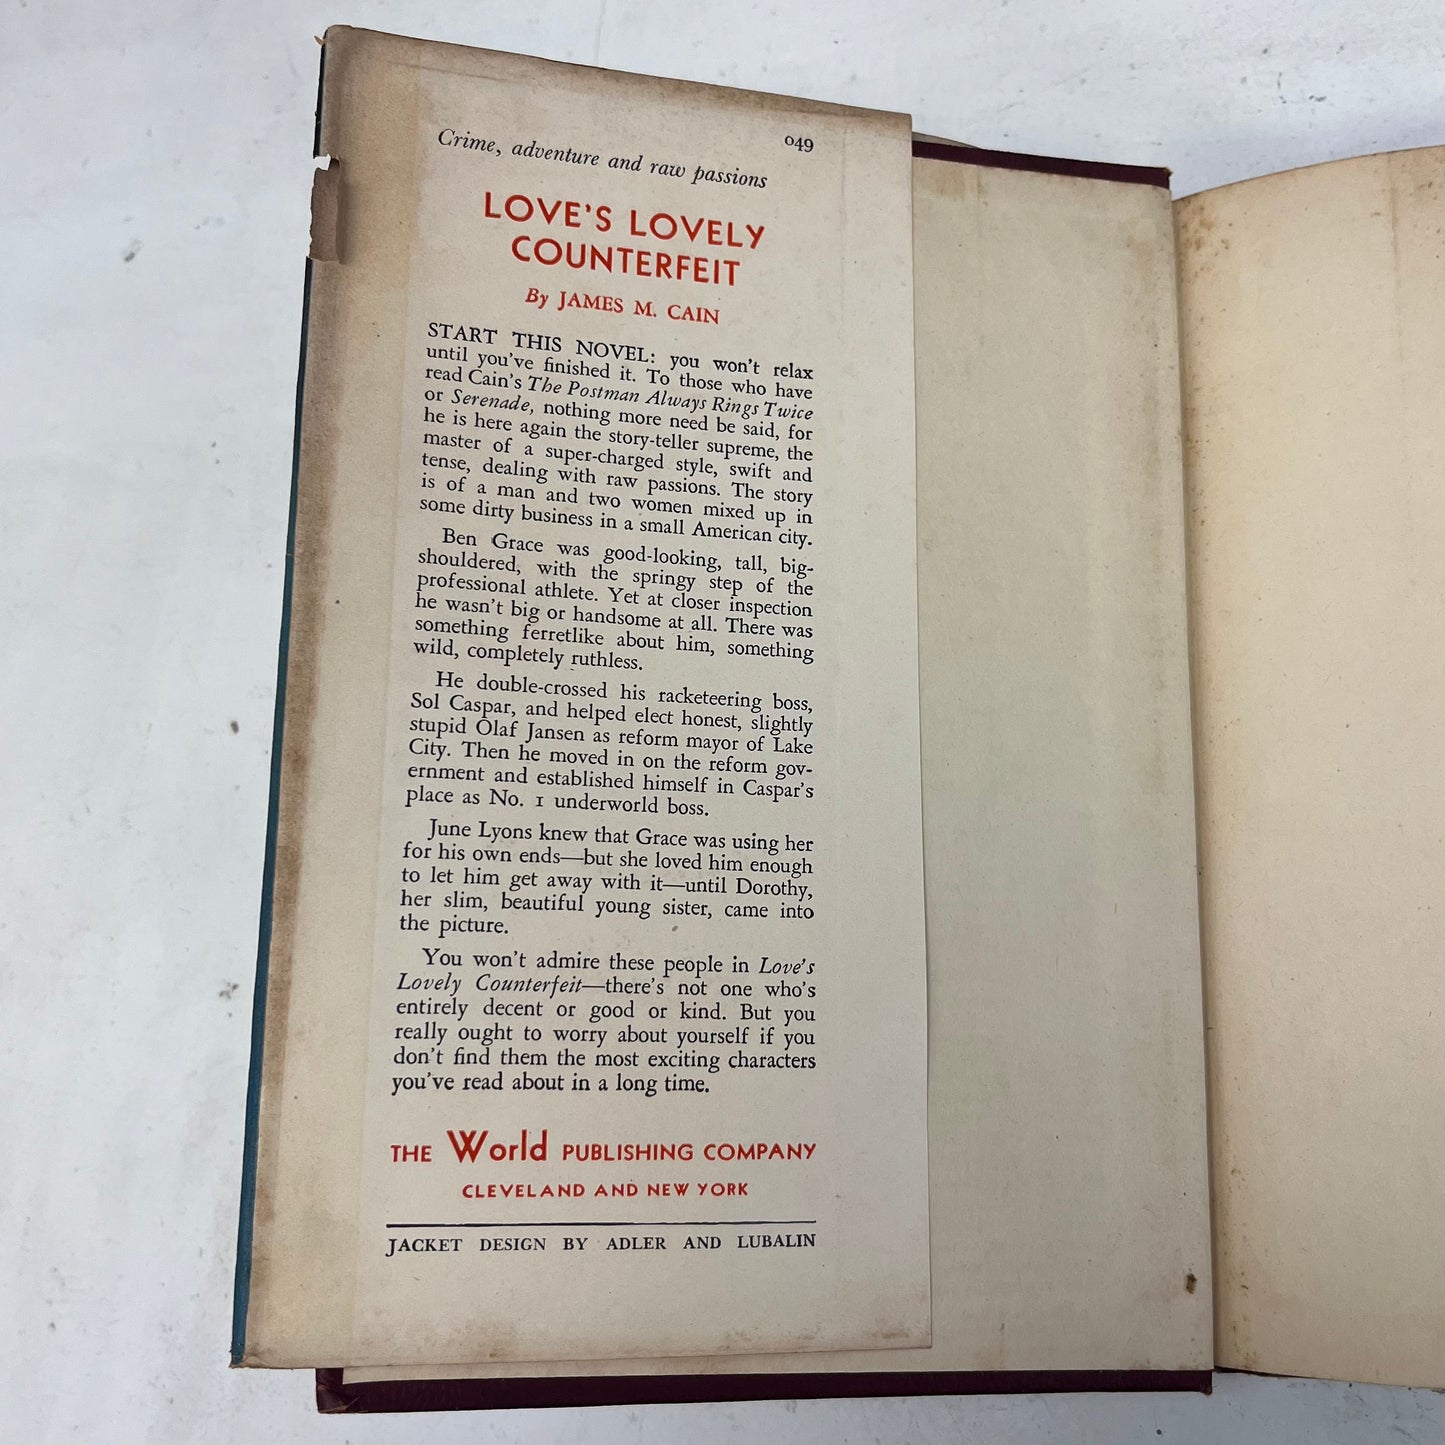 049
Crime, adventure and raw passions
LOVE'S LOVELY
COUNTERFEIT
By JAMES M. CAIN
START THIS NOVEL: you won't relax
until you've finished it. To those who have
read Cain's The Postman Always Rings Twice
or Serenade, nothing more need be said, for
he is here again the story-teller supreme, the
master of a super-charged style, swift and
tense, dealing with raw passions. The story
is of a man and two women mixed up in
some dirty business in a small American city.
Ben Grace was good-looking, tall, big-
shouldered, with the springy step of the
professional athlete. Yet at closer inspection
he wasn't big or handsome at all. There was
something ferretlike about him, something
wild, completely ruthless.
He double-crossed his racketeering boss,
Sol Caspar, and helped elect honest, slightly
stupid Olaf Jansen as reform mayor of Lake
City. Then he moved in on the reform gov-
ernment and established himself in Caspar's
place as No. 1 underworld boss.
June Lyons knew that Grace was using her
for his own ends—but she loved him enough
to let him get away with it—until Dorothy,
her slim, beautiful young sister, came into
the picture.
You won't admire these people in Love's
Lovely Counterfeit—there's not one who's
entirely decent or good or kind. But you
really ought to worry about yourself if you
don't find them the most exciting characters
you've read about in a long time.
THE World PUBLISHING COMPANY
CLEVELAND AND NEW YORK
JACKET DESIGN BY ADLER AND LUBALIN